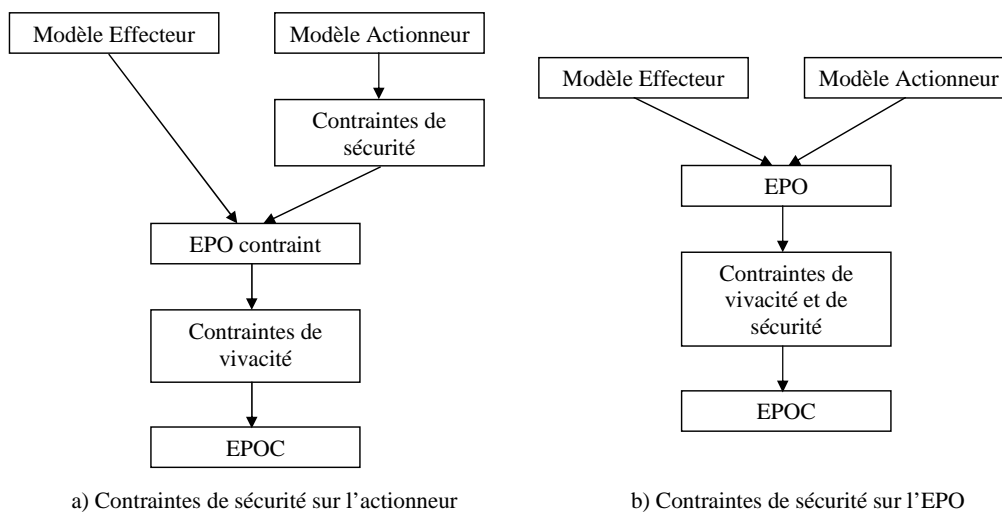 Modèle Effecteur
Modèle Actionneur
Contraintes de
sécurité
EPO contraint
Contraintes de
vivacité
EPOC
a) Contraintes de sécurité sur l'actionneur
Modèle Effecteur
Modèle Actionneur
EPO
Contraintes de
vivacité et de
sécurité
EPOC
b) Contraintes de sécurité sur l'EPO